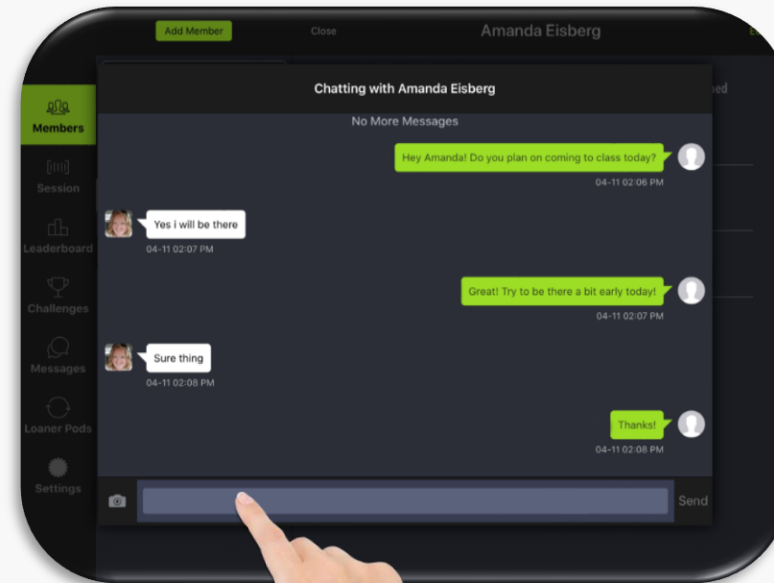 Add Member
Close
Amanda Eisberg
Chatting with Amanda Eisberg
Members
No More Messages
Hey Amanda! Do you plan on coming to class today?
04-11 02:06 PM
Session
Yes i will be there
04-11 02:07 PM
Leaderboard
Great! Try to be there a bit early today!
Challenges
04-11 02:07 PM
Sure thing
Messages
04-11 02:08 PM
Thanks!
Loaner Pods
04-11 02:08 PM
Settings
Send